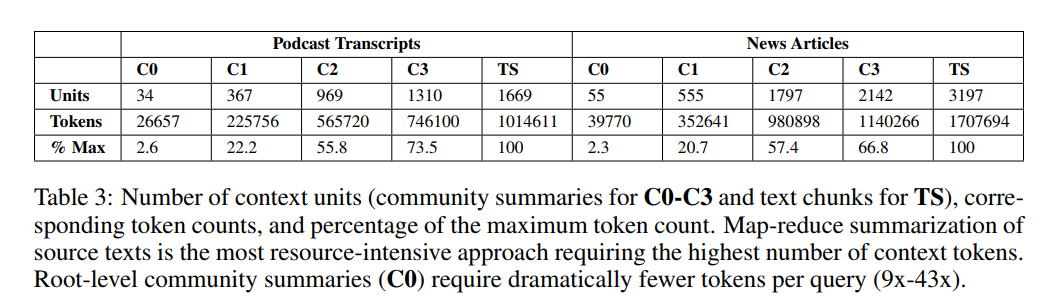 Podcast Transcripts News Articles
C0 C1 C2 C3 TS C0 C1 C2 C3 TS
Units 34 367 969 1310 1669 55 555 1797 2142 3197
Tokens 26657 225756 565720 746100 1014611 39770 352641 980898 1140266 1707694
% Max 2.6 22.2 55.8 73.5 100 2.3 20.7 57.4 66.8 100
Table 3: Number of context units (community summaries for C0-C3 and text chunks for TS), corre-
sponding token counts, and percentage of the maximum token count. Map-reduce summarization of
source texts is the most resource-intensive approach requiring the highest number of context tokens.
Root-level community summaries (C0) require dramatically fewer tokens per query (9x-43x).